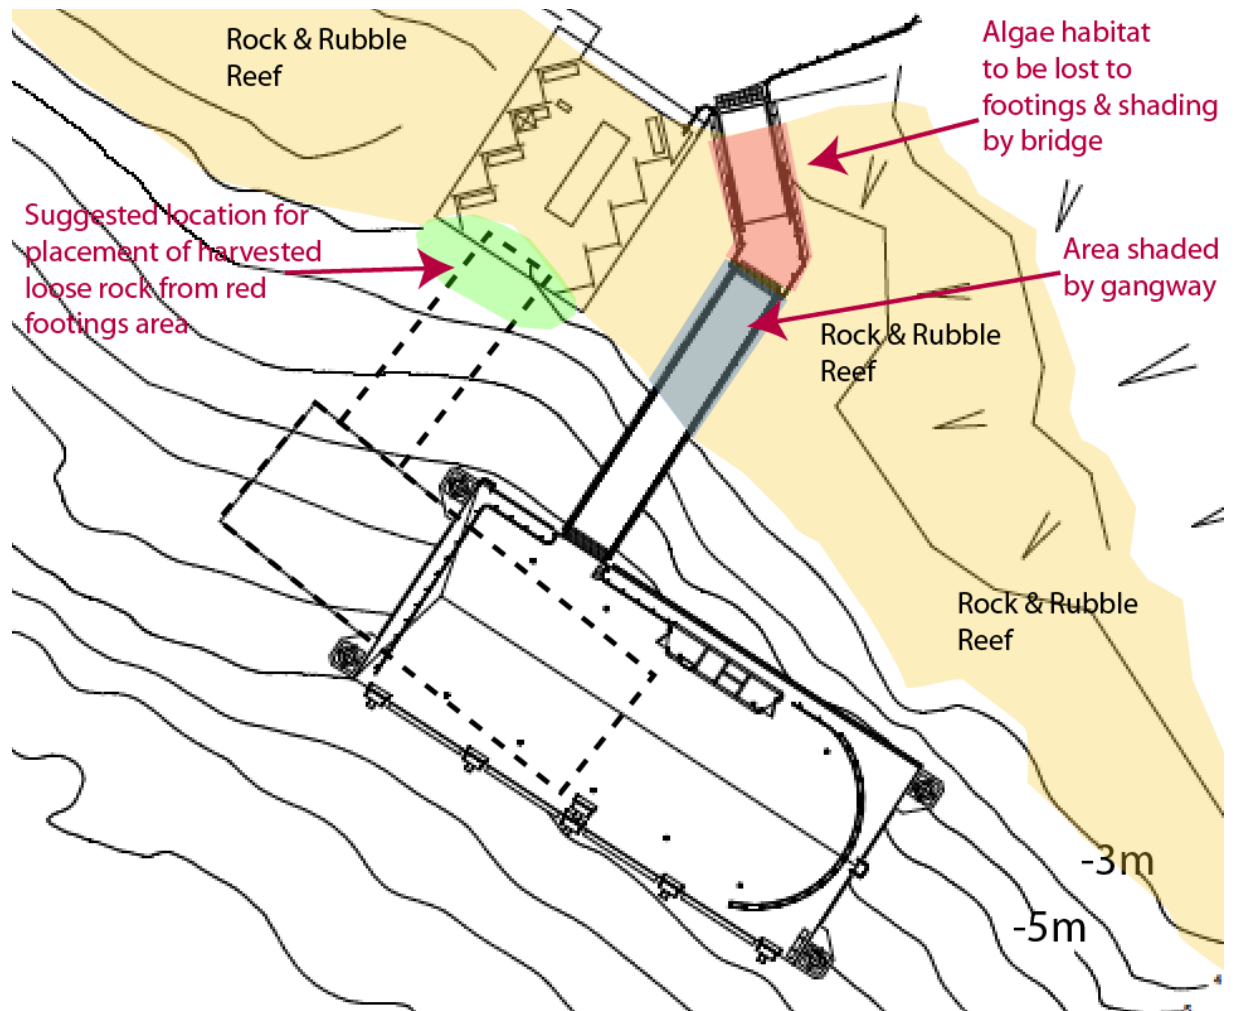 Rock & Rubble
Reef
Algae habitat
to be lost to
footings & shading
by bridge
Suggested location for
placement of harvested
loose rock from red
footings area
Area shaded
by gangway
Rock & Rubble
Reef
Rock & Rubble
Reef
-3m
-5m